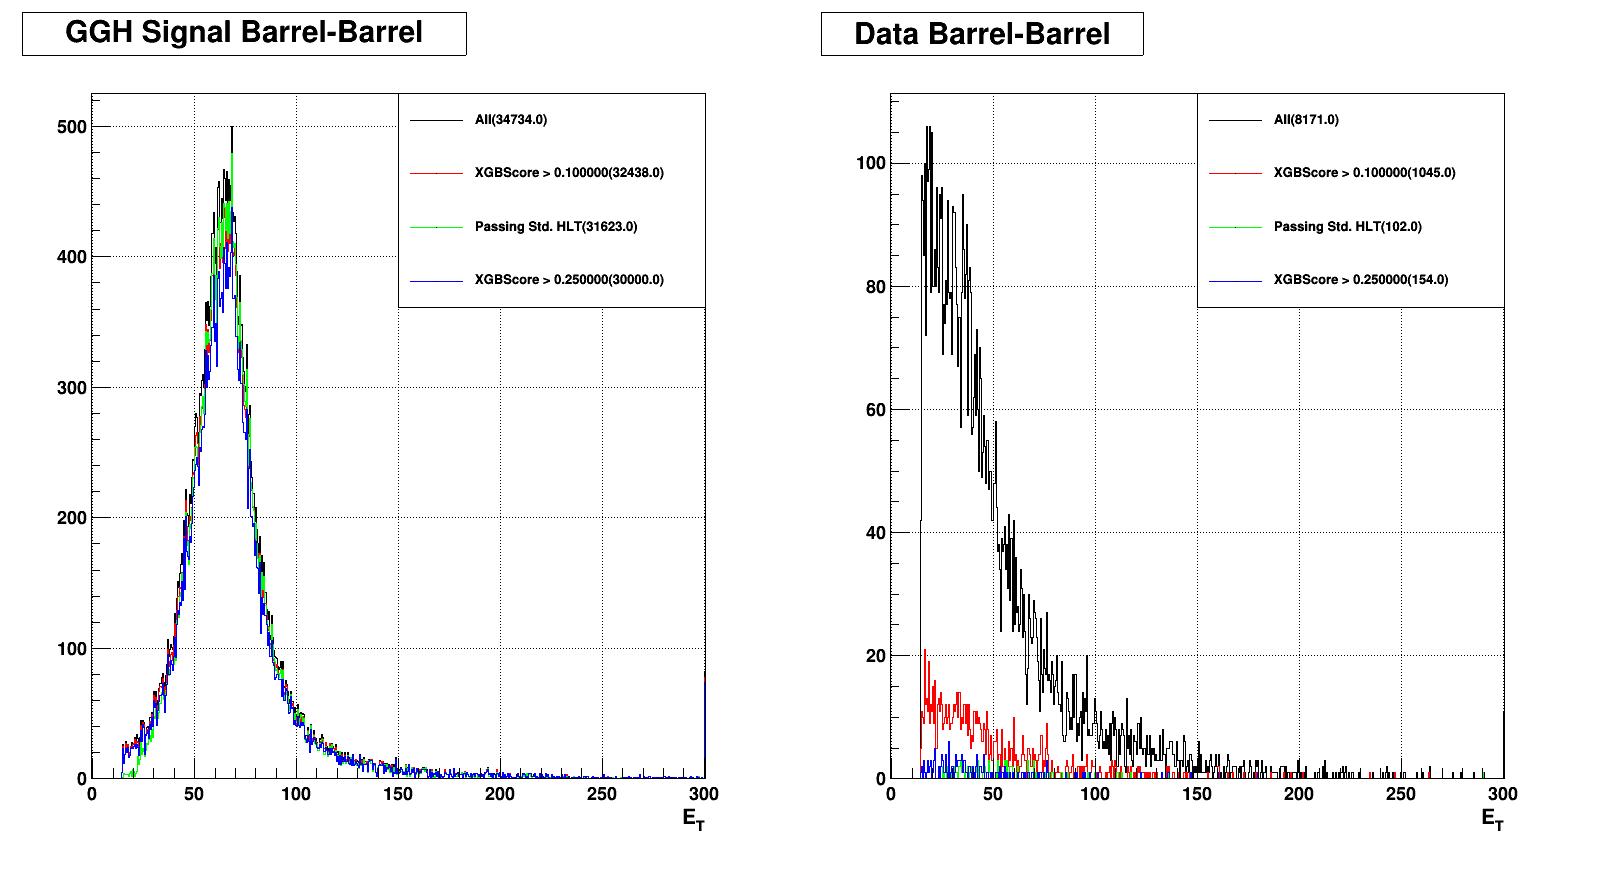 GGH Signal Barrel-Barrel
500
400
300
200
100
0
All(34734.0)
XGBScore > 0.100000(32438.0)
Passing Std. HLT(31623.0)
XGBScore > 0.250000(30000.0)
0 50 100 150 200 250 300
E_T
Data Barrel-Barrel
100
80
60
40
20
0
All(8171.0)
XGBScore > 0.100000(1045.0)
Passing Std. HLT(102.0)
XGBScore > 0.250000(154.0)
0 50 100 150 200 250 300
E_T